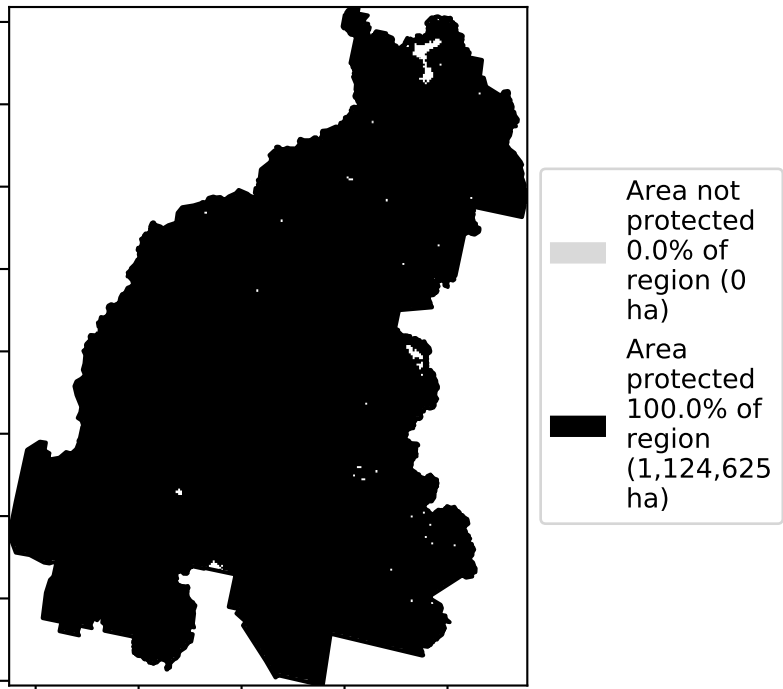 Area not
protected
0.0% of
region (0
ha)
Area
protected
100.0% of
region
(1,124,625
ha)